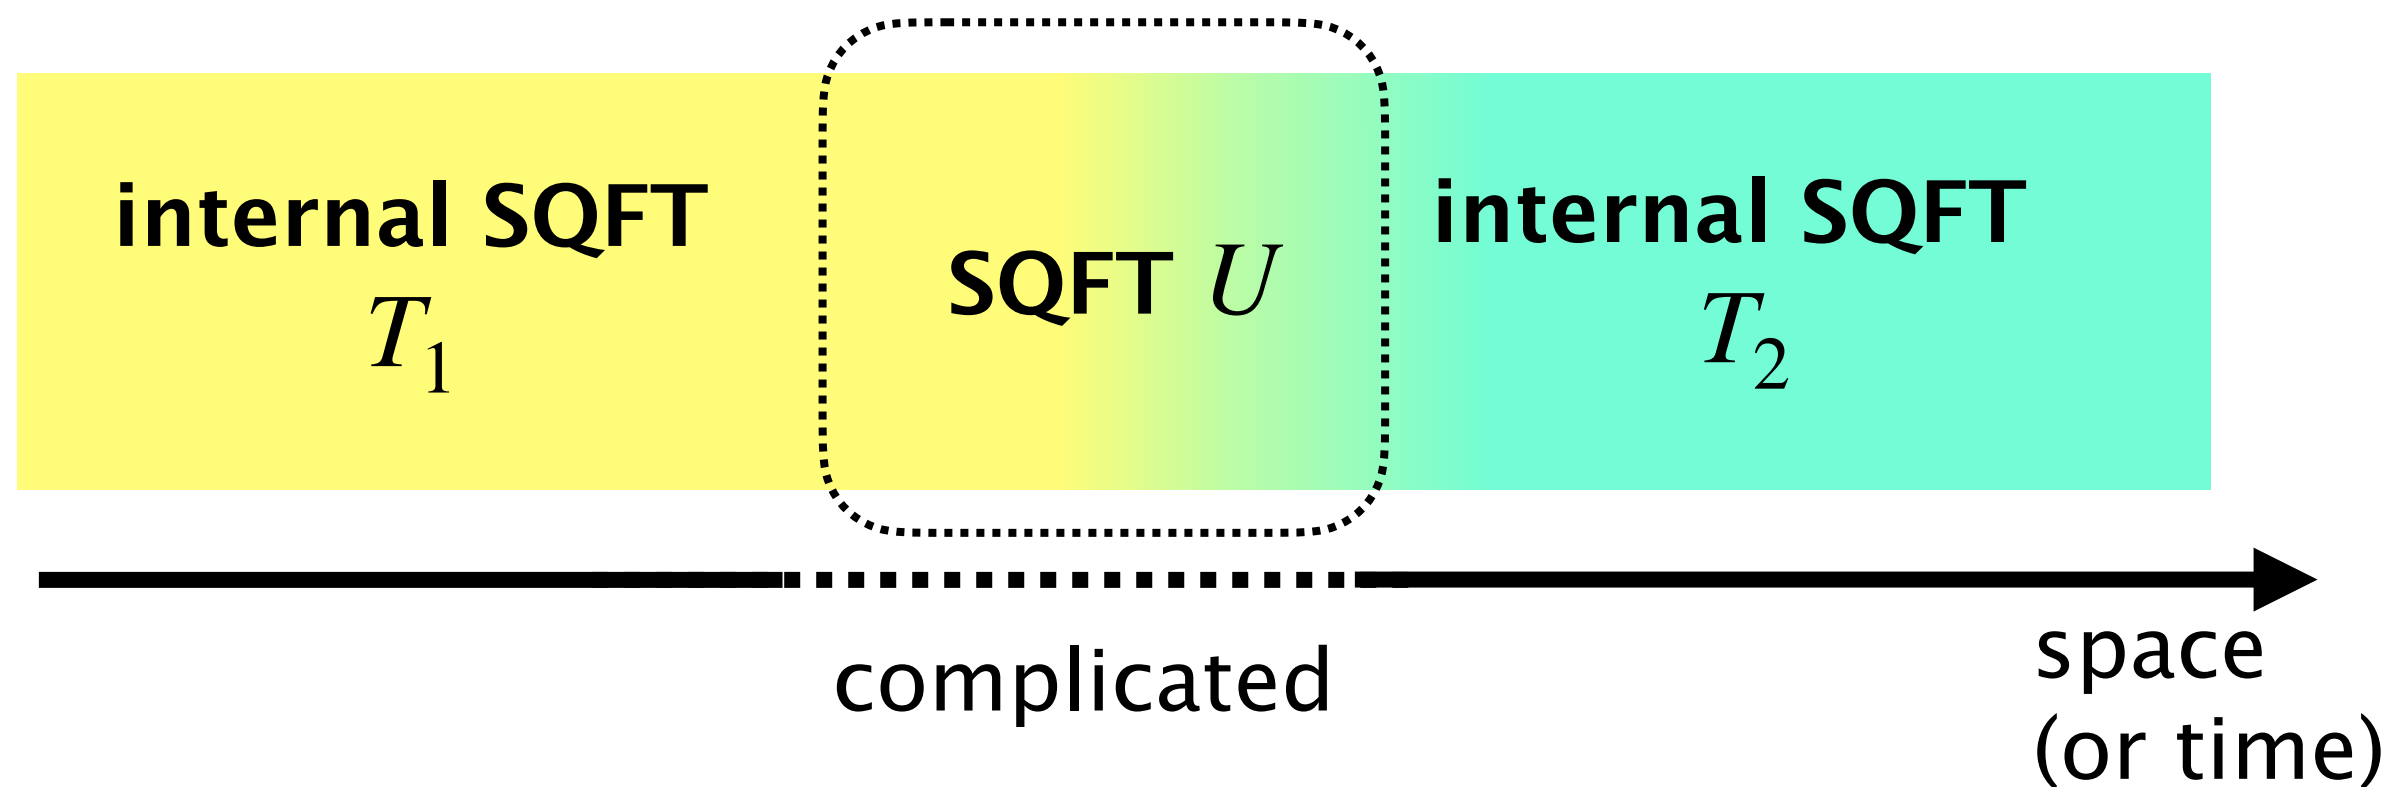 internal SQFT
T₁
SQFT U
internal SQFT
T₂
complicated
space
(or time)